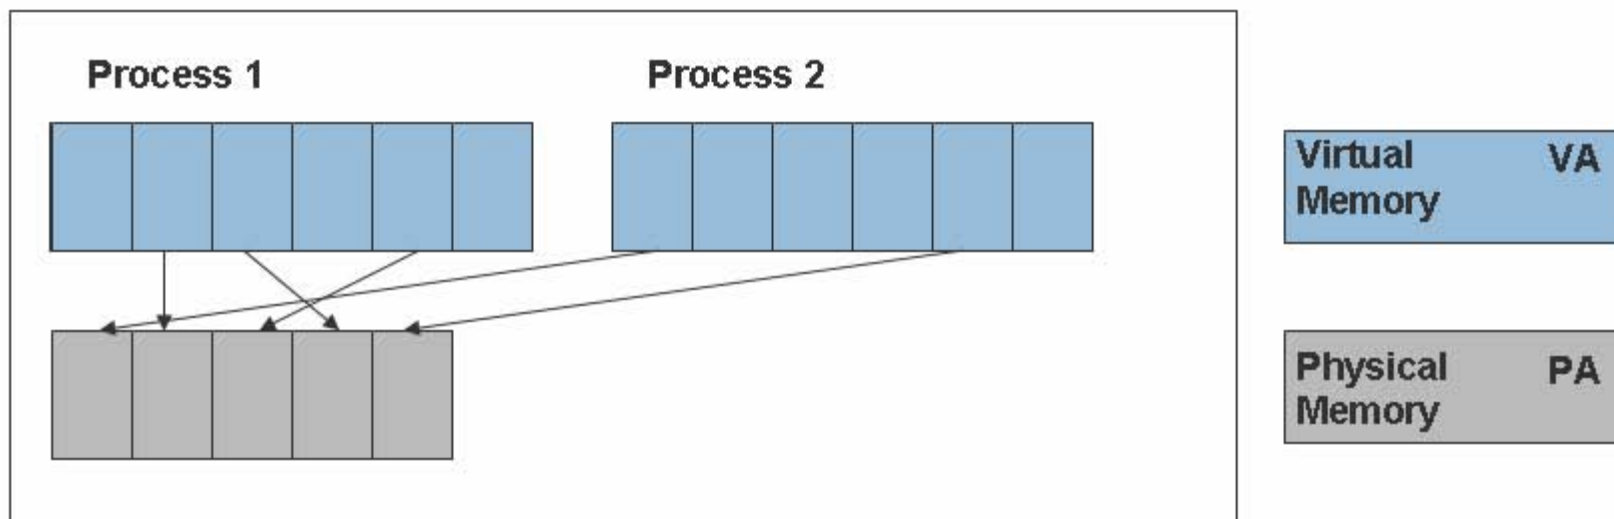 Process 1
Process 2
Virtual VA
Memory
Physical PA
Memory